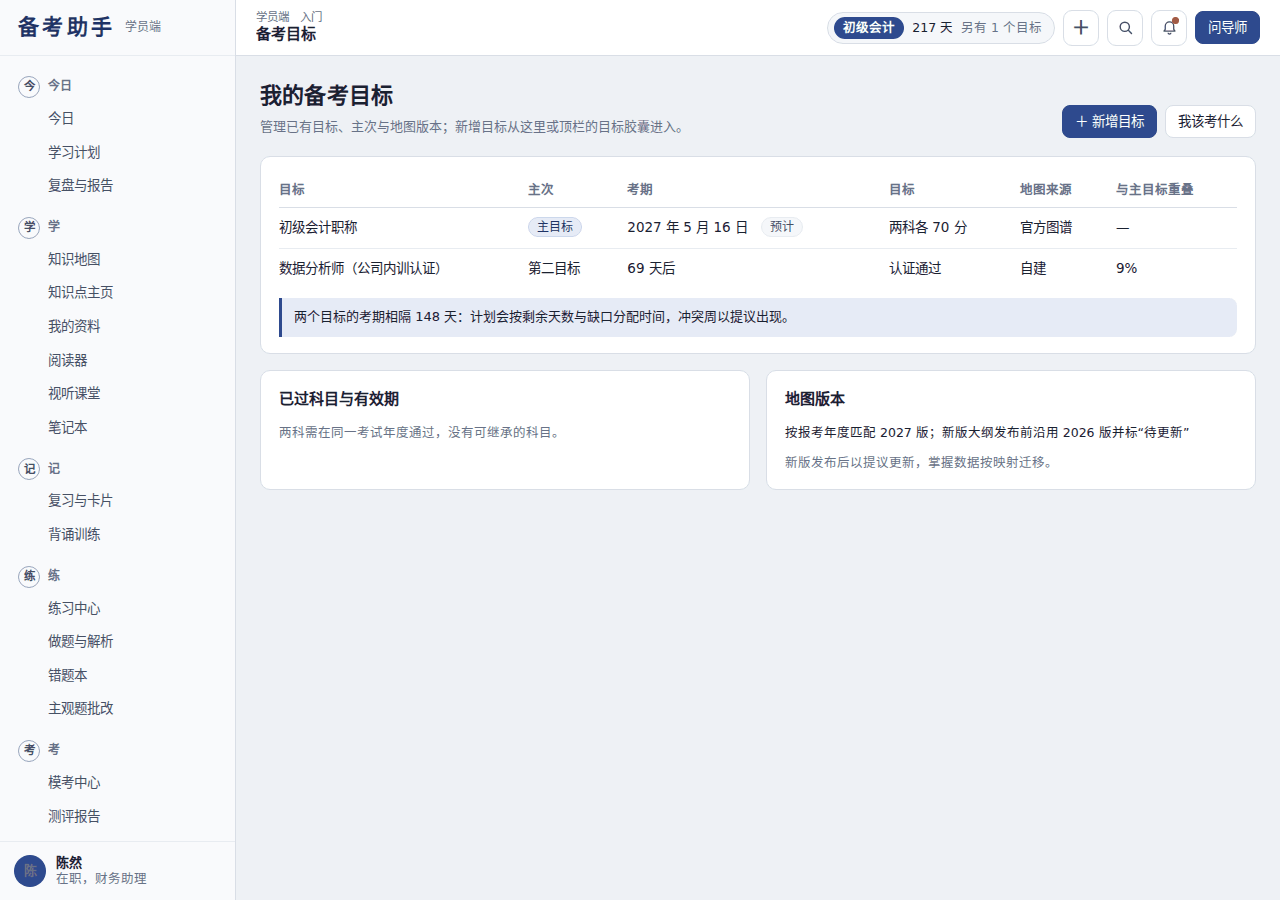 备考助手 学员端
今 今日
今日
学习计划
复盘与报告
学 学
知识地图
知识点主页
我的资料
阅读器
视听课堂
笔记本
记 记
复习与卡片
背诵训练
练 练
练习中心
做题与解析
错题本
主观题批改
考 考
模考中心
测评报告
陈 陈然
在职，财务助理
学员端 入门
备考目标
初级会计 217 天 另有 1 个目标
问导师
我的备考目标
管理已有目标、主次与地图版本；新增目标从这里或顶栏的目标胶囊进入。
＋ 新增目标 我该考什么
目标 主次 考期 目标 地图来源 与主目标重叠
初级会计职称 主目标 2027 年 5 月 16 日 预计 两科各 70 分 官方图谱 —
数据分析师（公司内训认证） 第二目标 69 天后 认证通过 自建 9%
两个目标的考期相隔 148 天：计划会按剩余天数与缺口分配时间，冲突周以提议出现。
已过科目与有效期
两科需在同一考试年度通过，没有可继承的科目。
地图版本
按报考年度匹配 2027 版；新版大纲发布前沿用 2026 版并标“待更新”
新版发布后以提议更新，掌握数据按映射迁移。